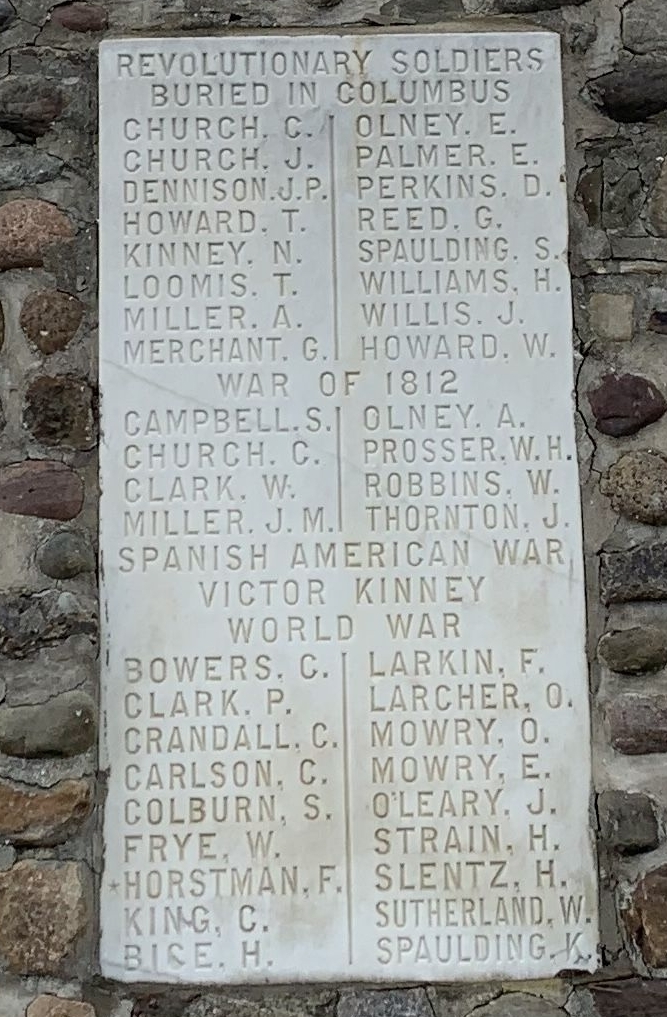 REVOLUTIONARY SOLDIERS
BURIED IN COLUMBUS
CHURCH. C.
CHURCH. J.
DENNISON.J.P.
HOWARD. T.
KINNEY. N.
LOOMIS. T.
MILLER. A.
MERCHANT. G.
OLNEY. E.
PALMER. E.
PERKINS. D.
REED. G.
SPAULDING. S.
WILLIAMS, H.
WILLIS. J.
HOWARD. W.
WAR OF 1812
CAMPBELL.S.
CHURCH. C.
CLARK. W.
MILLER. J. M.
OLNEY. A.
PROSSER.W.H.
ROBBINS. W.
THORNTON, J.
SPANISH AMERICAN WAR
VICTOR KINNEY
WORLD WAR
BOWERS, C.
CLARK, P.
CRANDALL, C.
CARLSON, C.
COLBURN, S.
FRYE, W.
*HORSTMAN, F.
KING, C.
BICE, H.
LARKIN, F.
LARCHER, O.
MOWRY, O.
MOWRY, E.
O'LEARY, J.
STRAIN, H.
SLENTZ, H.
SUTHERLAND, W.
SPAULDING, K.